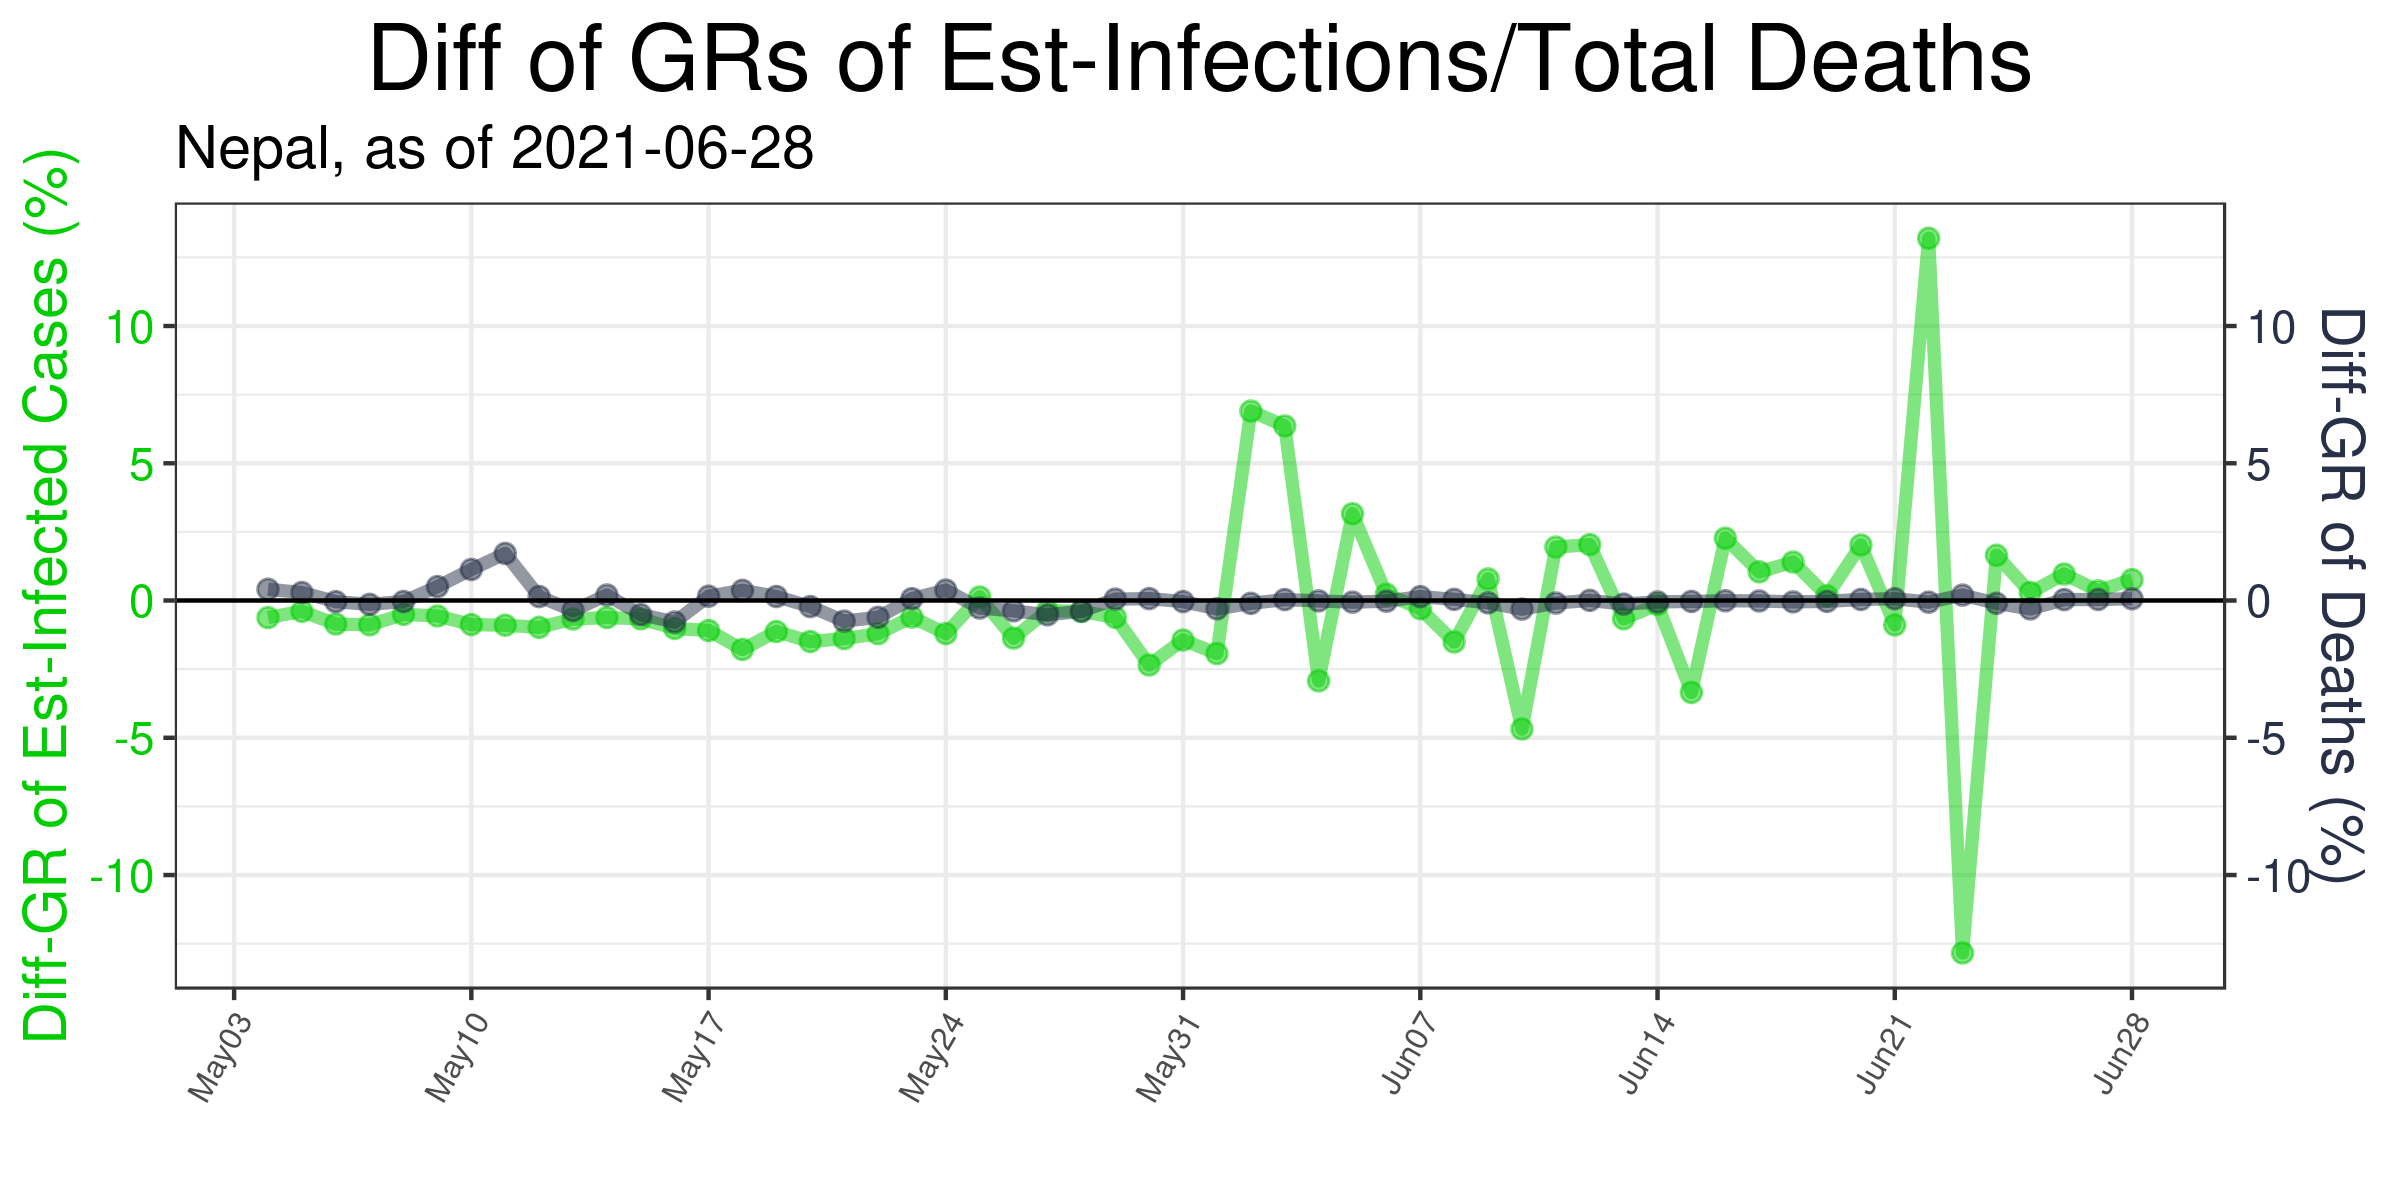 Diff of GRs of Est-Infections/Total Deaths
Nepal, as of 2021-06-28
Diff-GR of Est-Infected Cases (%)
10
5
0
-5
-10
10
5
0
-5
-10
Diff-GR of Deaths (%)
May03
May10
May17
May24
May31
Jun07
Jun14
Jun21
Jun28